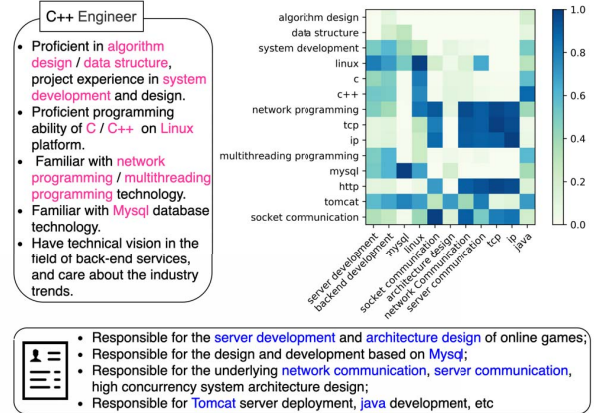 C++ Engineer
• Proficient in algorithm
design / data structure,
project experience in system
development and design.
• Proficient programming
ability of C / C++ on Linux
platform.
• Familiar with network
programming / multithreading
programming technology.
• Familiar with Mysql database
technology.
• Have technical vision in the
field of back-end services,
and care about the industry
trends.
algorithm design
data structure
system development
linux
c
c++
network programming
tcp
ip
multithreading programming
mysql
http
tomcat
socket communication
server development
backend development
mysql
linux
socket communication
architecture design
network Communication
server communication
tcp
ip
java
1.0
0.8
0.6
0.4
0.2
0.0
• Responsible for the server development and architecture design of online games;
• Responsible for the design and development based on Mysql;
• Responsible for the underlying network communication, server communication,
high concurrency system architecture design;
• Responsible for Tomcat server deployment, java development, etc